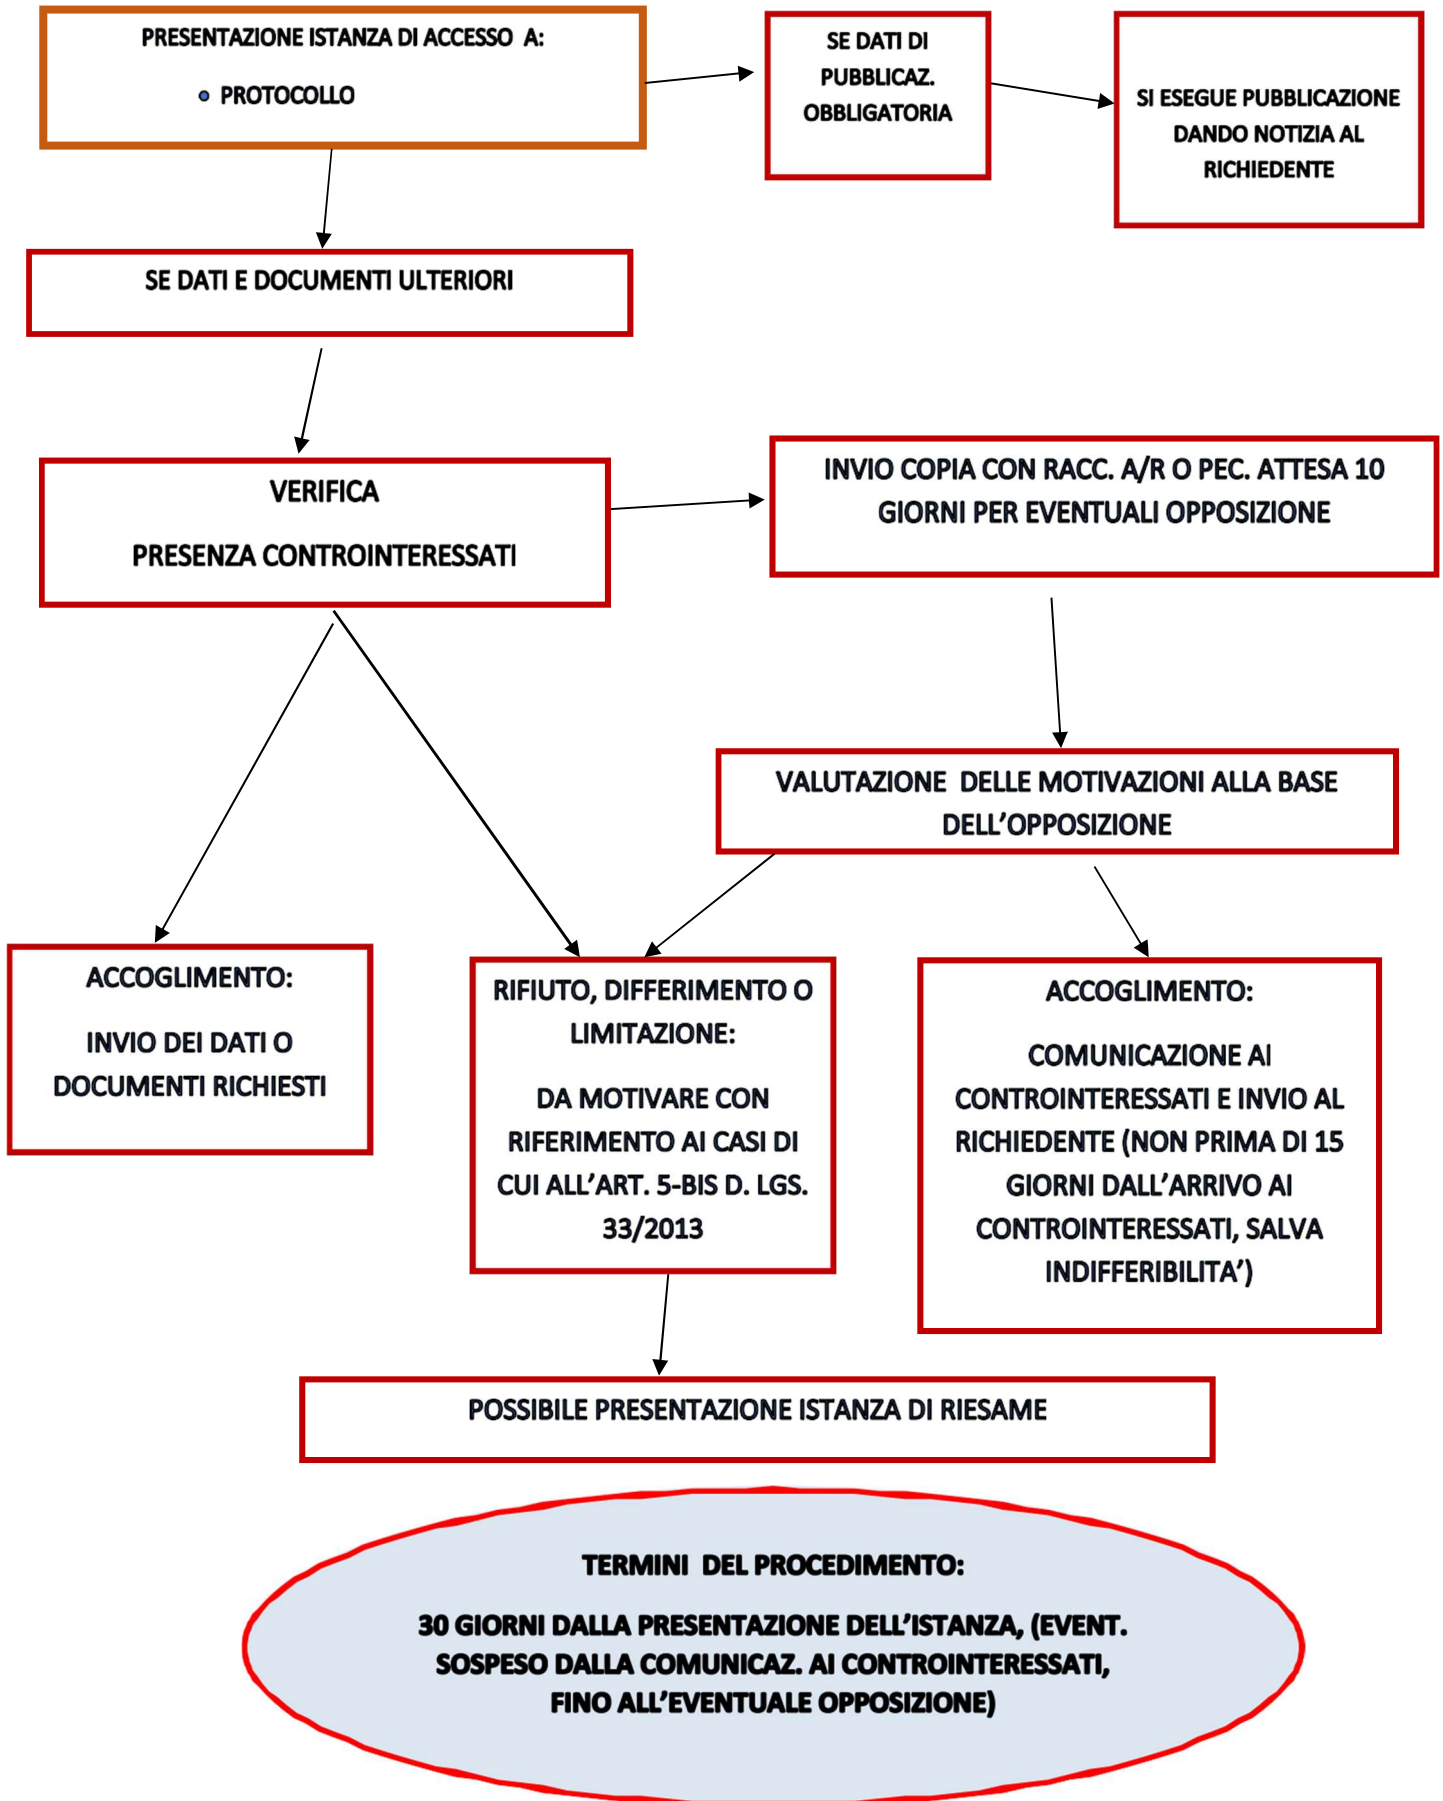 PRESENTAZIONE ISTANZA DI ACCESSO A:
• PROTOCOLLO
SE DATI DI
PUBBLICAZ.
OBBLIGATORIA
SI ESEGUE PUBBLICAZIONE
DANDO NOTIZIA AL
RICHIEDENTE
SE DATI E DOCUMENTI ULTERIORI
VERIFICA
PRESENZA CONTROINTERESSATI
INVIO COPIA CON RACC. A/R O PEC. ATTESA 10
GIORNI PER EVENTUALI OPPOSIZIONE
VALUTAZIONE DELLE MOTIVAZIONI ALLA BASE
DELL’OPPOSIZIONE
ACCOGLIMENTO:
INVIO DEI DATI O
DOCUMENTI RICHIESTI
RIFIUTO, DIFFERIMENTO O
LIMITAZIONE:
DA MOTIVARE CON
RIFERIMENTO AI CASI DI
CUI ALL’ART. 5-BIS D. LGS.
33/2013
ACCOGLIMENTO:
COMUNICAZIONE AI
CONTROINTERESSATI E INVIO AL
RICHIEDENTE (NON PRIMA DI 15
GIORNI DALL’ARRIVO AI
CONTROINTERESSATI, SALVA
INDIFFERIBILITA’)
POSSIBILE PRESENTAZIONE ISTANZA DI RIESAME
TERMINI DEL PROCEDIMENTO:
30 GIORNI DALLA PRESENTAZIONE DELL’ISTANZA, (EVENT.
SOSPESO DALLA COMUNICAZ. AI CONTROINTERESSATI,
FINO ALL’EVENTUALE OPPOSIZIONE)